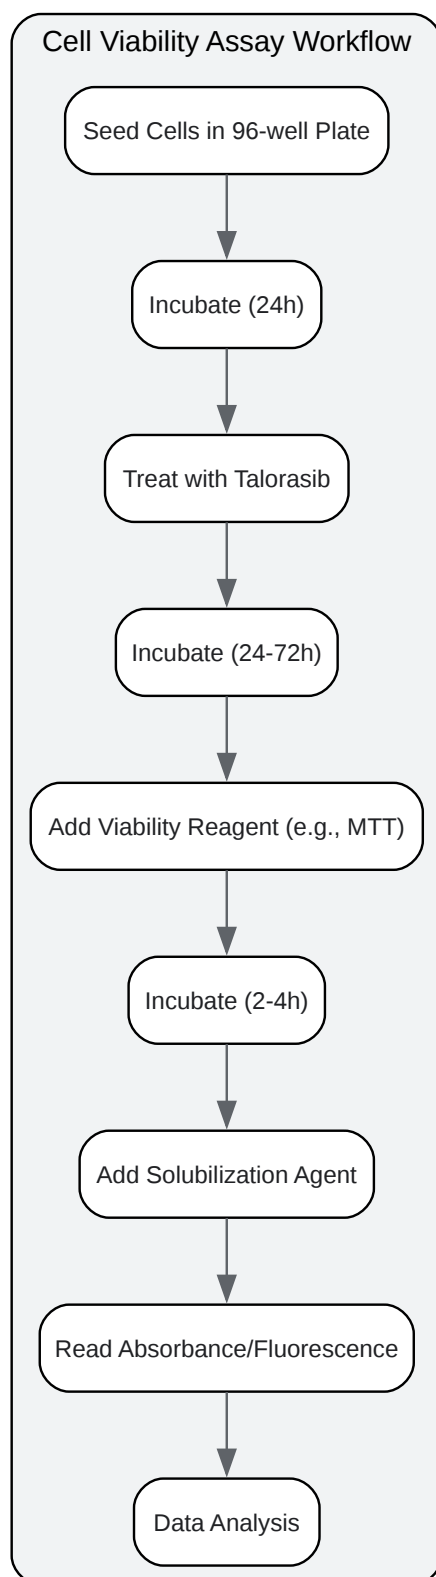 Cell Viability Assay Workflow
Seed Cells in 96-well Plate
Incubate (24h)
Treat with Talorasib
Incubate (24-72h)
Add Viability Reagent (e.g., MTT)
Incubate (2-4h)
Add Solubilization Agent
Read Absorbance/Fluorescence
Data Analysis